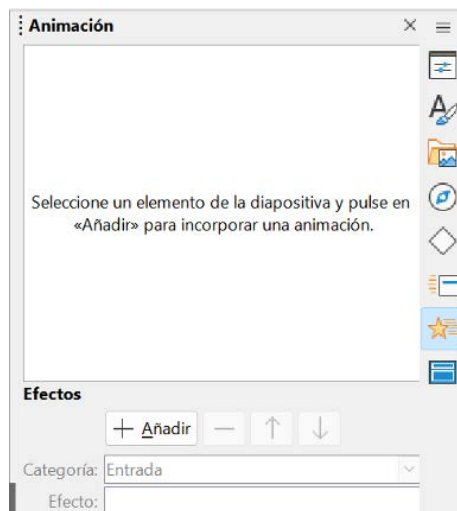 Animación
Seleccione un elemento de la diapositiva y pulse en
«Añadir» para incorporar una animación.
Efectos
Añadir
Categoría: Entrada
Efecto: